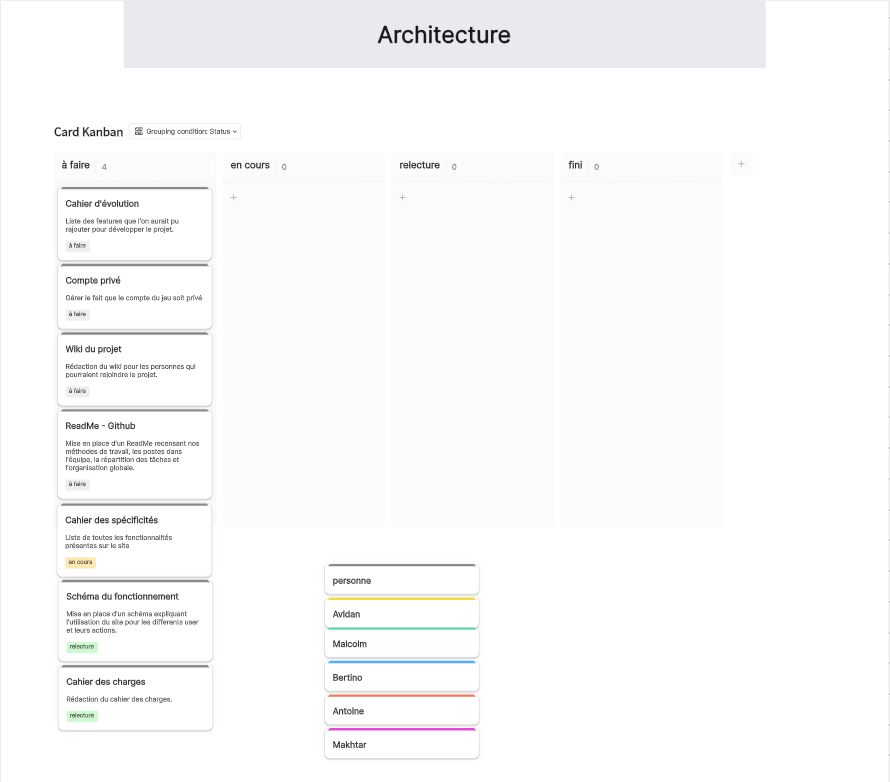 Architecture
Card Kanban
Grouping condition: Status
à faire 4
en cours 0
relecture 0
fini 0
+
+
+
+
Cahier d'évolution
Liste des features que l'on aurait pu
rajouter pour développer le projet.
à faire
Compte privé
Gérer le fait que le compte du jeu soit privé
à faire
Wiki du projet
Rédaction du wiki pour les personnes qui
pourraient rejoindre le projet.
à faire
ReadMe - Github
Mise en place d'un ReadMe recensant nos
méthodes de travail, les postes dans
l'équipe, la répartition des tâches et
l'organisation globale.
à faire
Cahier des spécificités
Liste de toutes les fonctionnalités
présentes sur le site
en cours
Schéma du fonctionnement
Mise en place d'un schéma expliquant
l'utilisation du site pour les differents user
et leurs actions.
relecture
Cahier des charges
Rédaction du cahier des charges.
relecture
personne
Avidan
Malcolm
Bertino
Antoine
Makhtar